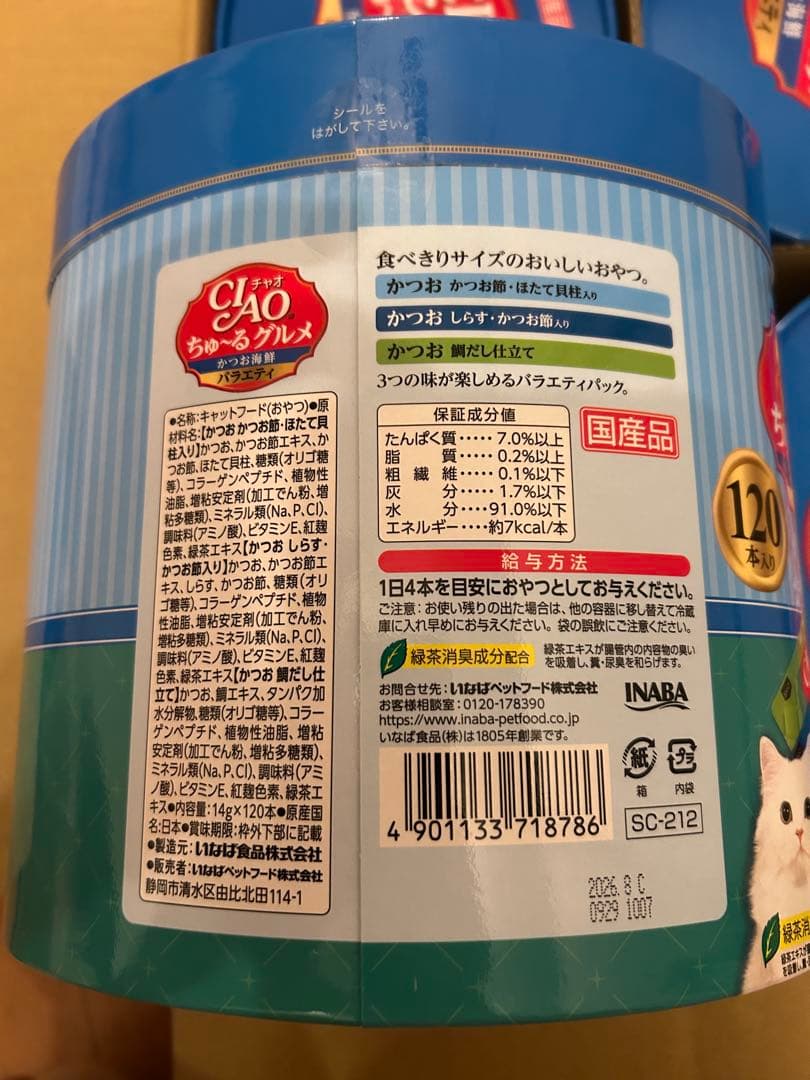 海鮮
ティ
シールを
はがして下さい。
チャオ
CIAO
ちゅ〜るグルメ
かつお海鮮
バラエティ
●名称:キャットフード(おやつ)●原
材料名:【かつお かつお節・ほたて貝
柱入り】かつお、かつお節エキス、か
つお節、ほたて貝柱、糖類(オリゴ糖
等)、コラーゲンペプチド、植物性
油脂、増粘安定剤(加工でん粉、増
粘多糖類)、ミネラル類(Na,P,Cl)、
調味料(アミノ酸)、ビタミンE、紅麹
色素、緑茶エキス【かつお しらす・
かつお節入り】かつお、かつお節エ
キス、しらす、かつお節、糖類(オリ
ゴ糖等)、コラーゲンペプチド、植物
性油脂、増粘安定剤(加工でん粉、
増粘多糖類)、ミネラル類(Na,P,Cl)、
調味料(アミノ酸)、ビタミンE、紅麹
色素、緑茶エキス【かつお 鯛だし仕
立て】かつお、鯛エキス、タンパク加
水分解物、糖類(オリゴ糖等)、コラー
ゲンペプチド、植物性油脂、増粘
安定剤(加工でん粉、増粘多糖類)、
ミネラル類(Na,P,Cl)、調味料(アミ
ノ酸)、ビタミンE、紅麹色素、緑茶エ
キス●内容量:14g×120本●原産国
名:日本●賞味期限:枠外下部に記載
●製造元:いなば食品株式会社
●販売者:いなばペットフード株式会社
静岡市清水区由比北田114-1
食べきりサイズのおいしいおやつ。
かつお かつお節・ほたて貝柱入り
かつお しらす・かつお節入り
かつお 鯛だし仕立て
3つの味が楽しめるバラエティパック。
保証成分値
たんぱく質‥‥‥7.0%以上
脂質‥‥‥0.2%以上
粗繊維‥‥‥0.1%以下
灰分‥‥‥1.7%以下
水分‥‥‥91.0%以下
エネルギー‥‥約7kcal/本
国産品
給与方法
1日4本を目安におやつとしてお与えください。
ご注意:お使い残りの出た場合は、他の容器に移し替えて冷蔵
庫に入れ早めにお与えください。袋の誤飲にご注意ください。
緑茶消臭成分配合
緑茶エキスが腸管内の内容物の臭い
を吸着し、糞・尿臭を和らげます。
お問合せ先:いなばペットフード株式会社
お客様相談室:0120-178390
https://www.inaba-petfood.co.jp
いなば食品(株)は1805年創業です。
INABA
紙
箱
プラ
内袋
4 901133 718786
SC-212
2026.8 C
0929 1007
120
本入り
緑茶消
緑茶エキスが
を吸着し、糞・